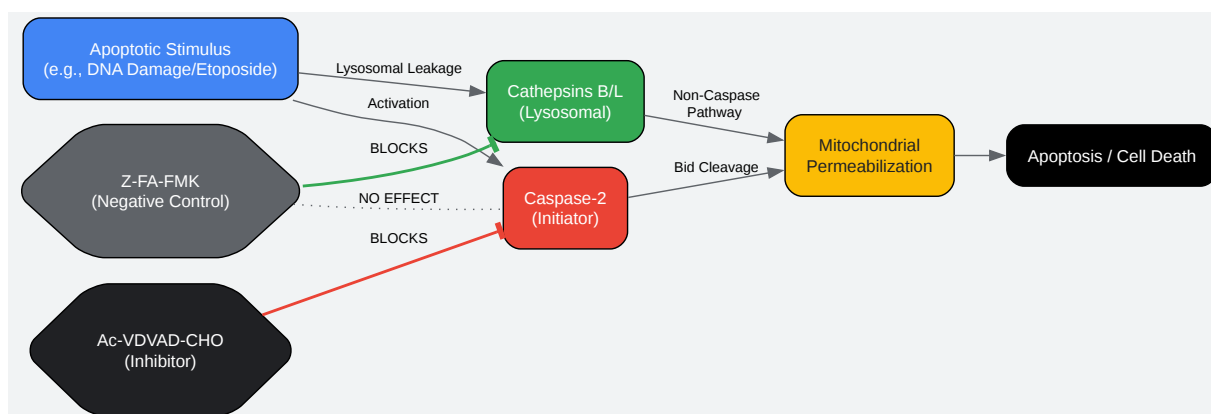 Apoptotic Stimulus
(e.g., DNA Damage/Etoposide)
Lysosomal Leakage
Activation
Cathepsins B/L
(Lysosomal)
Non-Caspase
Pathway
Mitochondrial
Permeabilization
Apoptosis / Cell Death
BLOCKS
Z-FA-FMK
(Negative Control)
NO EFFECT
Caspase-2
(Initiator)
Bid Cleavage
BLOCKS
Ac-VDVAD-CHO
(Inhibitor)